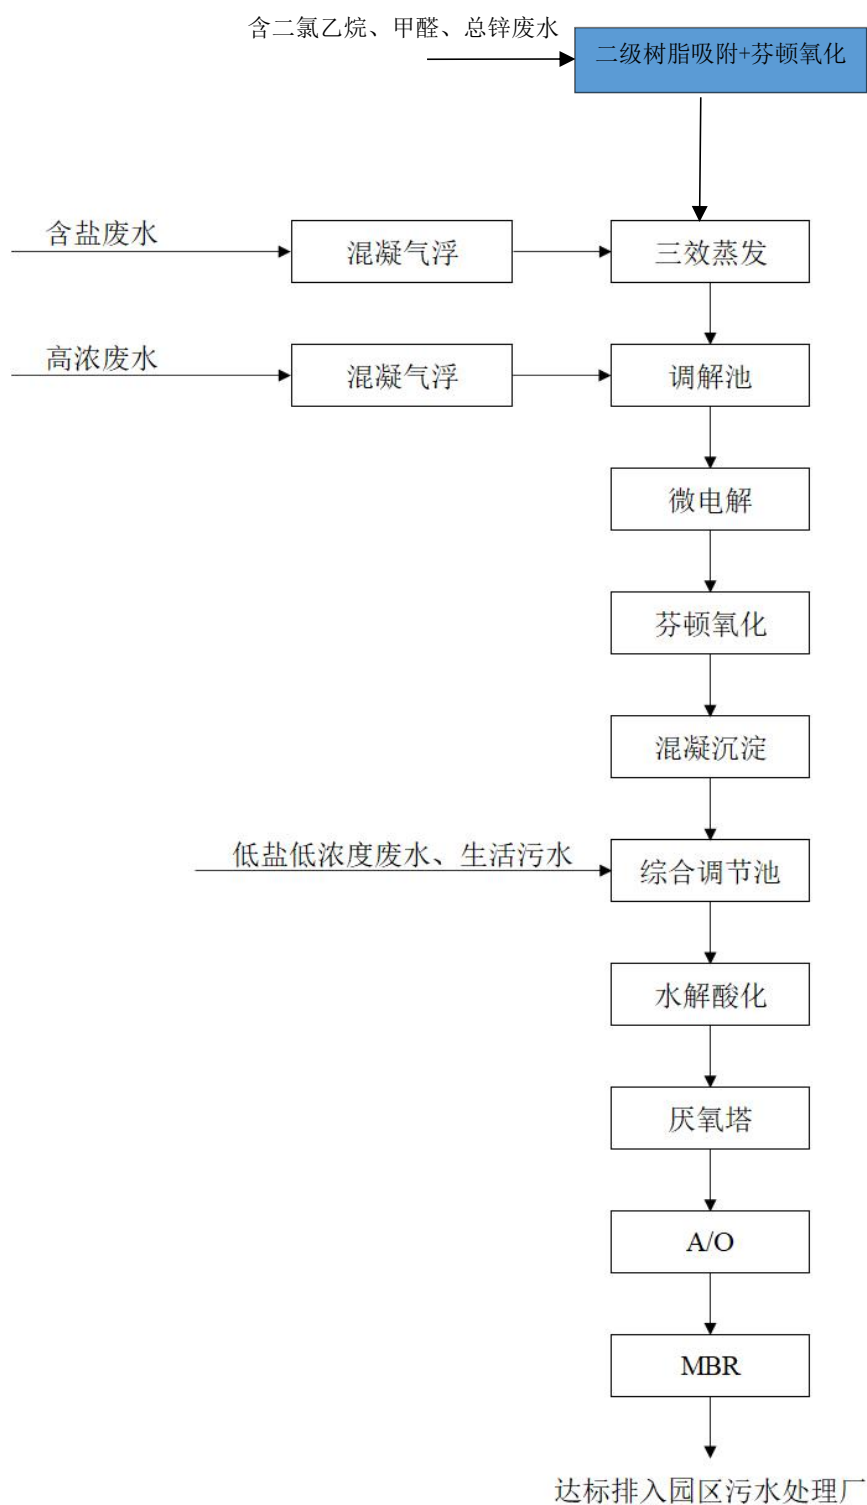 含二氯乙烷、甲醛、总锌废水
二级树脂吸附+芬顿氧化
含盐废水
混凝气浮
三效蒸发
高浓废水
混凝气浮
调解池
微电解
芬顿氧化
混凝沉淀
低盐低浓度废水、生活污水
综合调节池
水解酸化
厌氧塔
A/O
MBR
达标排入园区污水处理厂